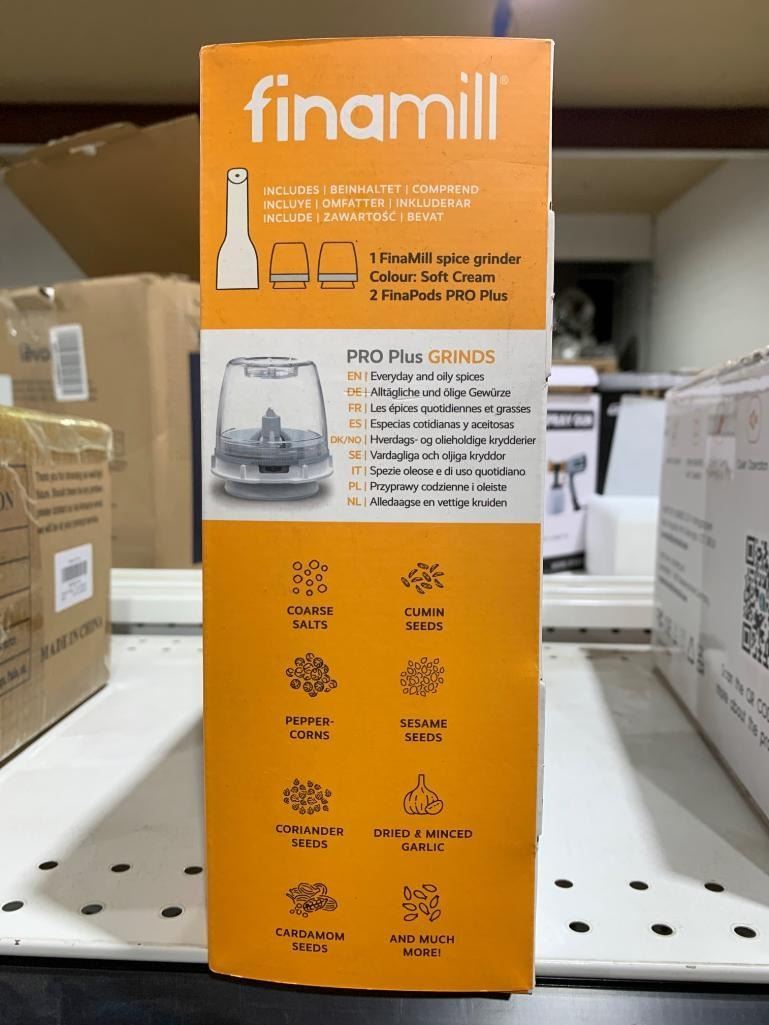 finamill®
INCLUDES | BEINHALTET | COMPREND
INCLUYE | OMFATTER | INKLUDERAR
INCLUDE | ZAWARTOŚĆ | BEVAT
1 FinaMill spice grinder
Colour: Soft Cream
2 FinaPods PRO Plus
PRO Plus GRINDS
EN | Everyday and oily spices
DE | Alltägliche und ölige Gewürze
FR | Les épices quotidiennes et grasses
ES | Especias cotidianas y aceitosas
DK/NO | Hverdags- og olieholdige krydderier
SE | Vardagliga och oljiga kryddor
IT | Spezie oleose e di uso quotidiano
PL | Przyprawy codzienne i oleiste
NL | Alledaagse en vettige kruiden
COARSE
SALTS
CUMIN
SEEDS
PEPPER-
CORNS
SESAME
SEEDS
CORIANDER
SEEDS
DRIED & MINCED
GARLIC
CARDAMOM
SEEDS
AND MUCH
MORE!
MADE IN CHINA
SPRAY GUN